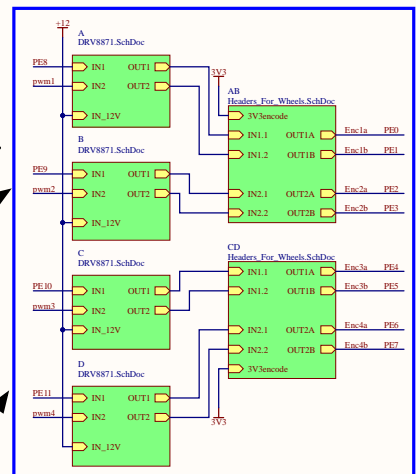 +12
A
DRV8871.SchDoc
PE8 IN1 OUT1
pwm1 IN2 OUT2
IN_12V
B
DRV8871.SchDoc
PE9 IN1 OUT1
pwm2 IN2 OUT2
IN_12V
C
DRV8871.SchDoc
PE10 IN1 OUT1
pwm3 IN2 OUT2
IN_12V
D
DRV8871.SchDoc
PE11 IN1 OUT1
pwm4 IN2 OUT2
IN_12V
3V3
AB
Headers_For_Wheels.SchDoc
3V3encode
IN1.1 OUT1A Enc1a PE0
IN1.2 OUT1B Enc1b PE1
IN2.1 OUT2A Enc2a PE2
IN2.2 OUT2B Enc2b PE3
CD
Headers_For_Wheels.SchDoc
IN1.1 OUT1A Enc3a PE4
IN1.2 OUT1B Enc3b PE5
IN2.1 OUT2A Enc4a PE6
IN2.2 OUT2B Enc4b PE7
3V3encode
3V3